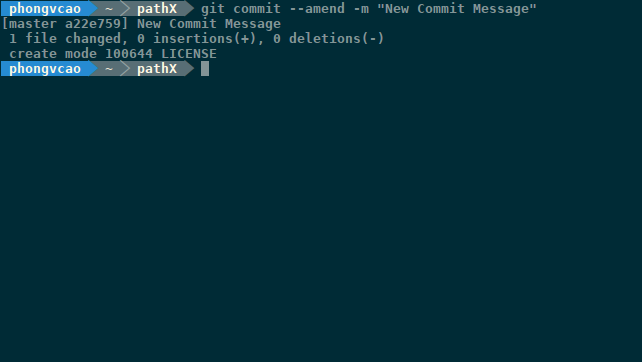 phongvcao ~ pathX git commit --amend -m "New Commit Message"
[master a22e759] New Commit Message
1 file changed, 0 insertions(+), 0 deletions(-)
create mode 100644 LICENSE
phongvcao ~ pathX